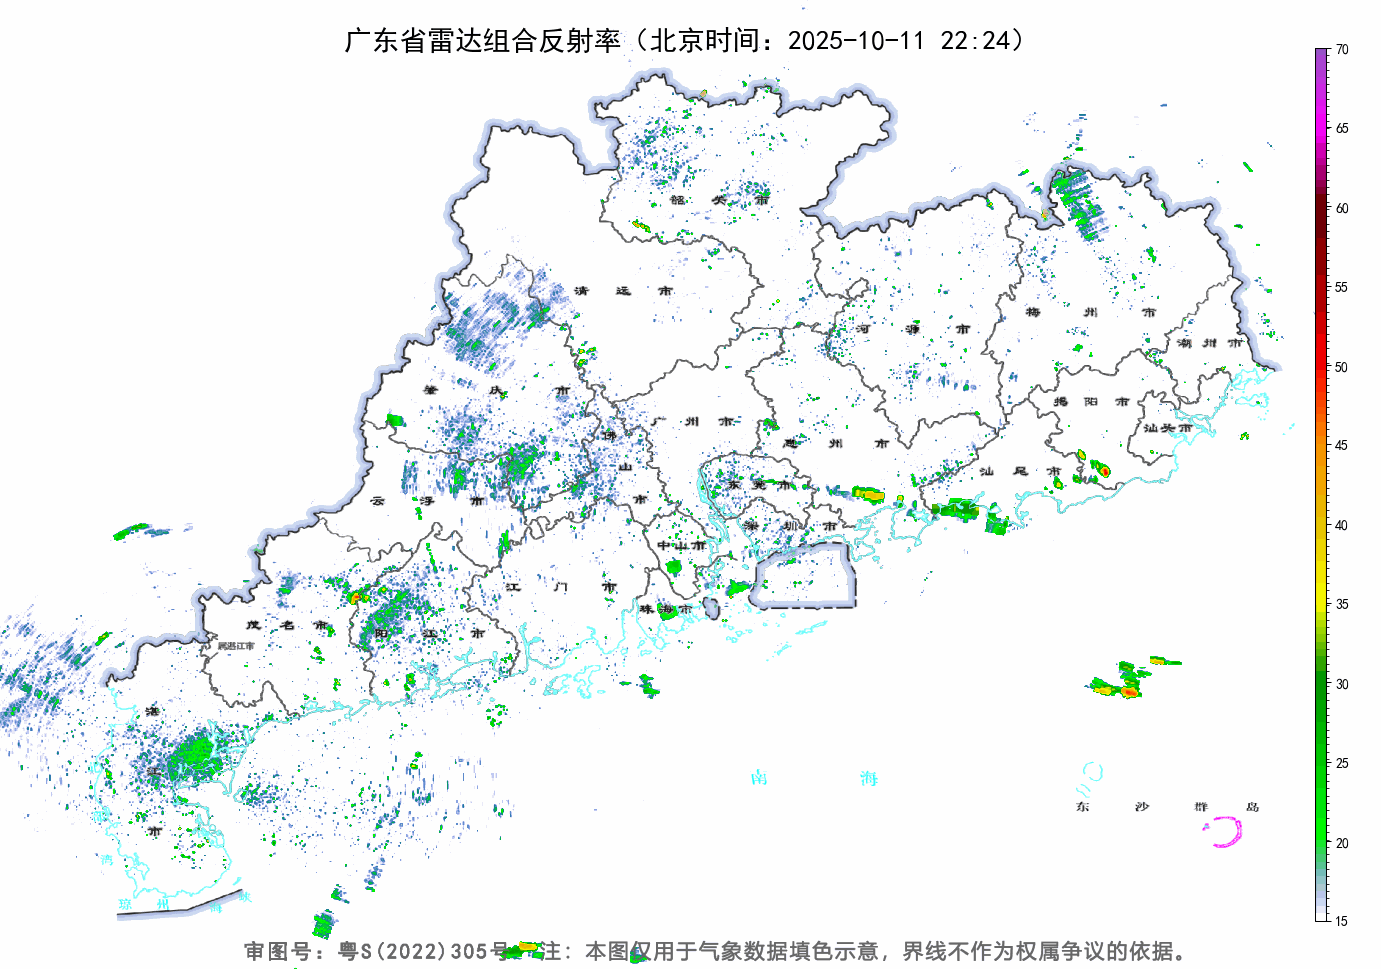 广东省雷达组合反射率（北京时间：2025-10-11 22:24）
70
65
60
55
50
45
40
35
30
25
20
15
韶关市
清远市
河源市
梅州市
潮州市
肇庆市
揭阳市
汕头市
广州市
佛山市
惠州市
汕尾市
云浮市
东莞市
深圳市
中山市
江门市
珠海市
茂名市
阳江市
属湛江市
湛江市
南海
东沙群岛
湾
琼州海峡
审图号：粤S(2022)305号 注：本图仅用于气象数据填色示意，界线不作为权属争议的依据。